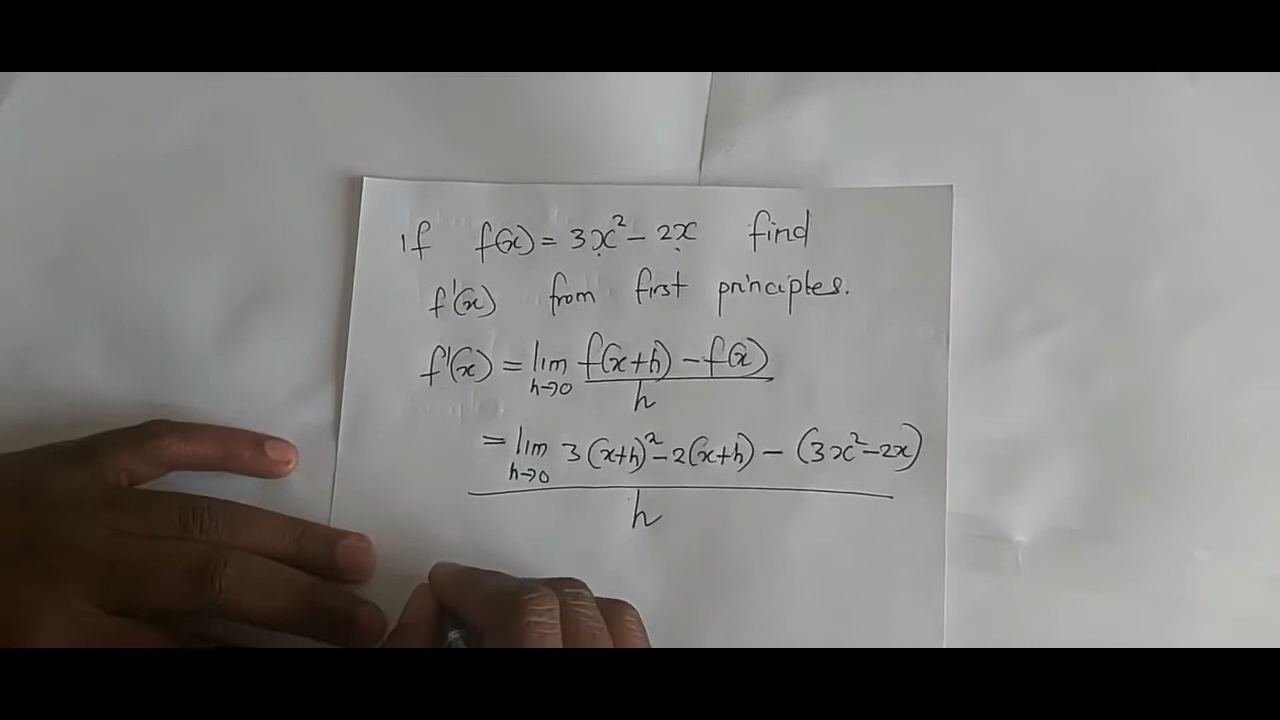 If f(x) = 3x² - 2x find
f'(x) from first principles.
f'(x) = lim f(x+h) - f(x)
h→0 h
= lim 3(x+h)² - 2(x+h) - (3x² - 2x)
h→0
h